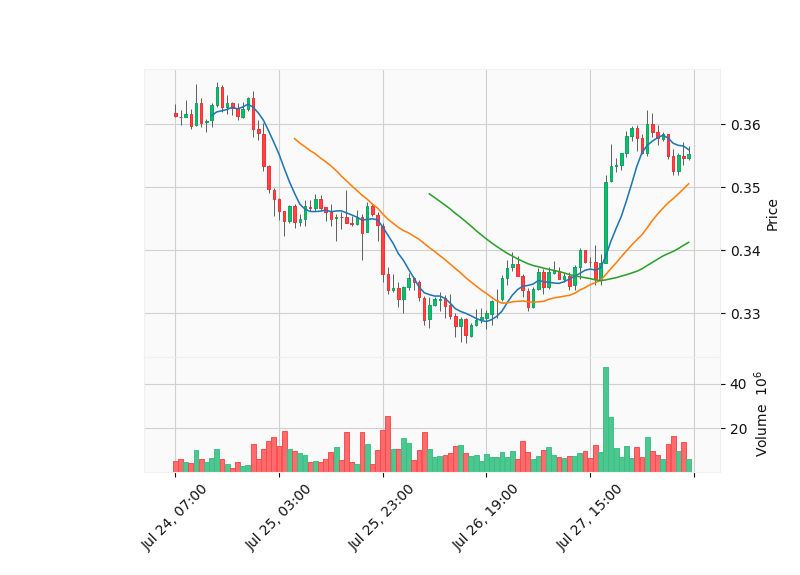 0.36
0.35
0.34
0.33
Price
40
20
Volume 10^6
Jul 24, 07:00
Jul 25, 03:00
Jul 25, 23:00
Jul 26, 19:00
Jul 27, 15:00